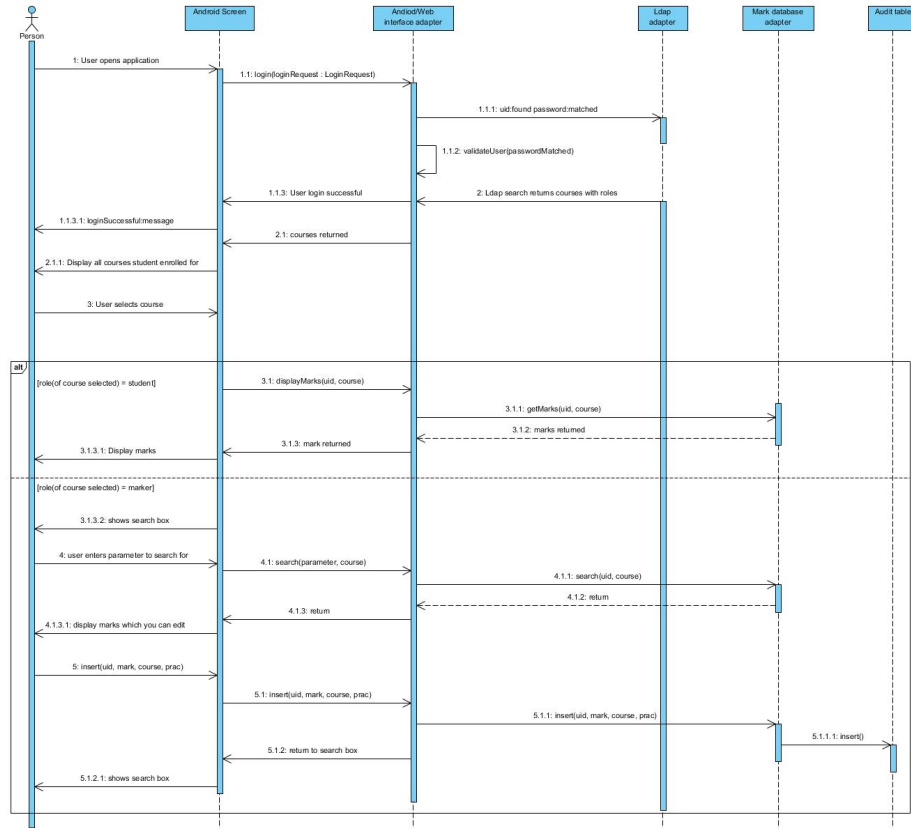 Android Screen
Andiod/Web
interface adapter
Ldap
adapter
Mark database
adapter
Audit table
Person
1: User opens application
1.1: login(loginRequest : LoginRequest)
1.1.1: uid:found password:matched
1.1.2: validateUser(passwordMatched)
1.1.3: User login successful
2: Ldap search returns courses with roles
1.1.3.1: loginSuccessful:message
2.1: courses returned
2.1.1: Display all courses student enrolled for
3: User selects course
alt
[role(of course selected) = student]
3.1: displayMarks(uid, course)
3.1.1: getMarks(uid, course)
3.1.2: marks returned
3.1.3: mark returned
3.1.3.1: Display marks
[role(of course selected) = marker]
3.1.3.2: shows search box
4: user enters parameter to search for
4.1: search(parameter, course)
4.1.1: search(uid, course)
4.1.2: return
4.1.3: return
4.1.3.1: display marks which you can edit
5: insert(uid, mark, course, prac)
5.1: insert(uid, mark, course, prac)
5.1.1: insert(uid, mark, course, prac)
5.1.1.1: insert()
5.1.2: return to search box
5.1.2.1: shows search box